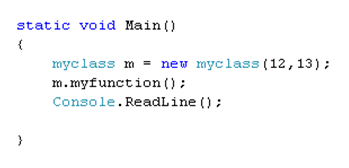 static void Main()
{
myclass m = new myclass(12,13);
m.myfunction();
Console.ReadLine();
}